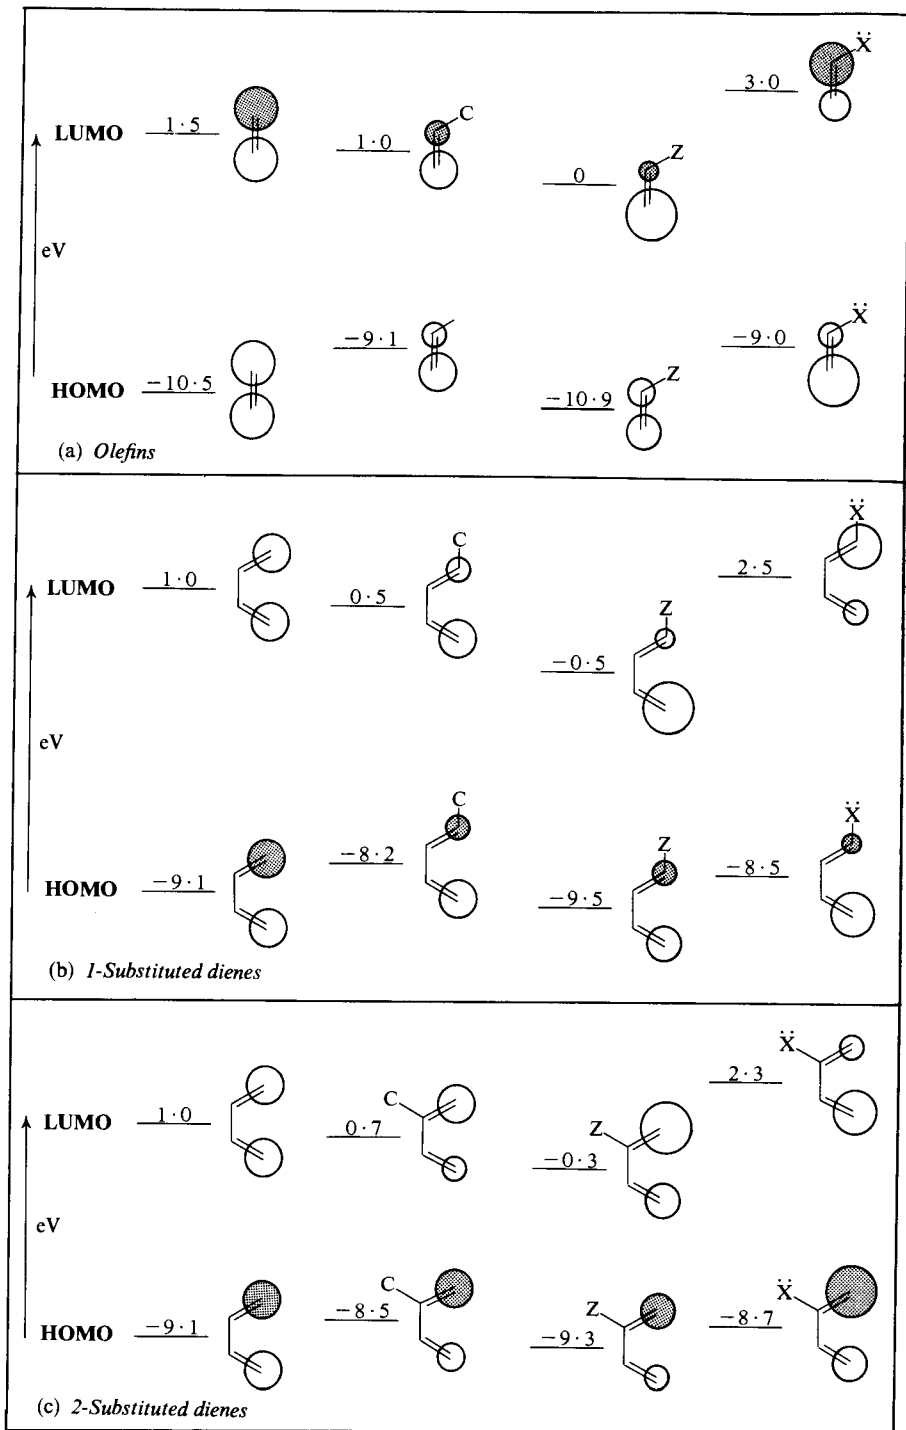 Ẍ
3·0
LUMO 1·5 C
1·0 Z
0
eV
−9·1 −9·0 Ẍ
HOMO −10·5 Z
−10·9
(a) Olefins
C Ẍ
LUMO 1·0 0·5 2·5
Z
−0·5
eV
C Ẍ
−8·2 Z −8·5
HOMO −9·1 −9·5
(b) 1-Substituted dienes
Ẍ
2·3
LUMO 1·0 C 0·7 Z
−0·3
eV
C Ẍ
−8·5 Z −8·7
HOMO −9·1 −9·3
(c) 2-Substituted dienes